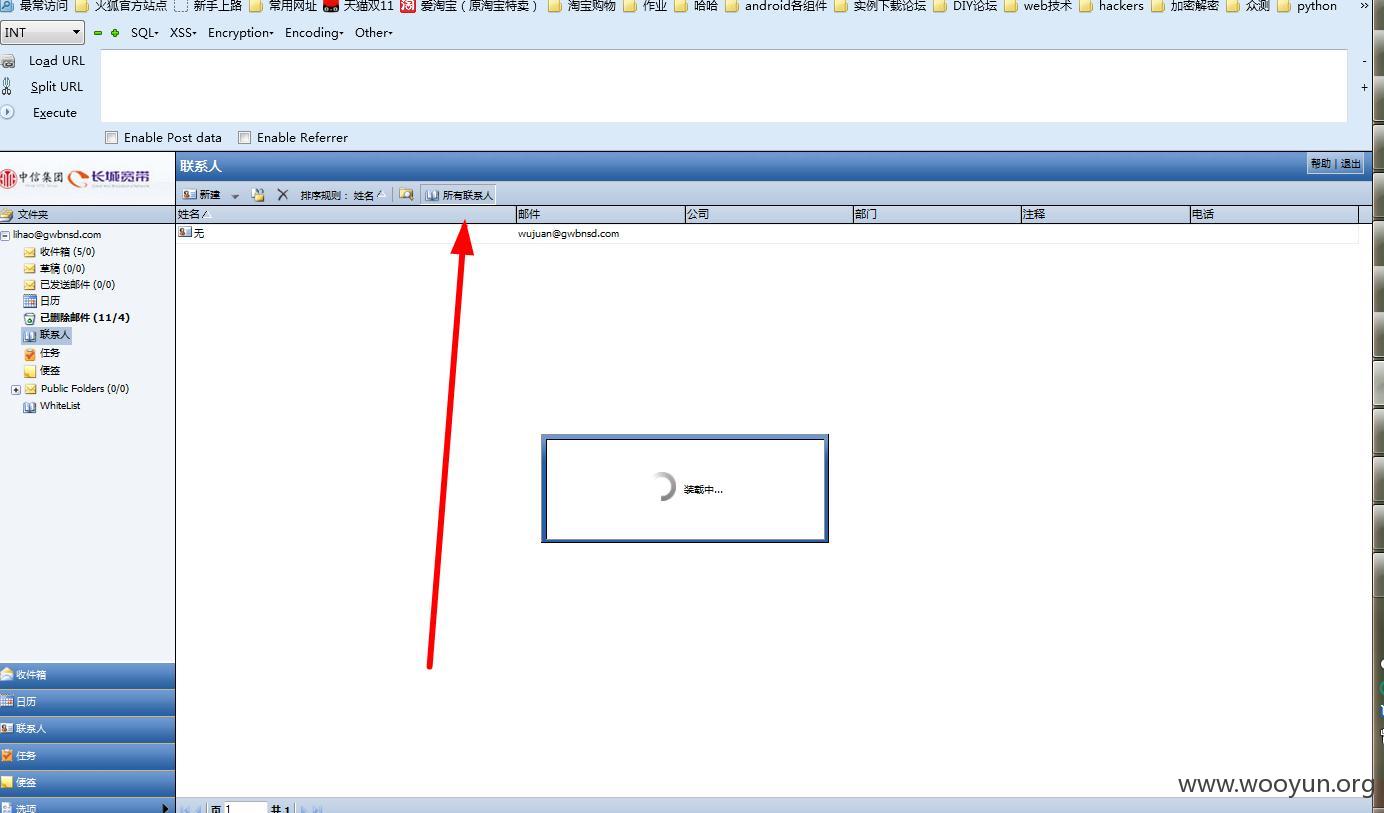 最常访问 火狐官方站点 新手上路 常用网址 天猫双11 淘 爱淘宝（原淘宝特卖） 淘宝购物 作业 哈哈 android各组件 实例下载论坛 DIY论坛 web技术 hackers 加密解密 众测 python »
INT SQL▾ XSS▾ Encryption▾ Encoding▾ Other▾
Load URL -
Split URL +
Execute
Enable Post data Enable Referrer
中信集团 长城宽带
联系人 帮助 | 退出
新建 排序规则： 姓名 所有联系人
文件夹
姓名 邮件 公司 部门 注释 电话
无 wujuan@gwbnsd.com
lihao@gwbnsd.com
收件箱 (5/0)
草稿 (0/0)
已发送邮件 (0/0)
日历
已删除邮件 (11/4)
联系人
任务
便签
Public Folders (0/0)
WhiteList
装载中...
收件箱
日历
联系人
任务
便签
选项
页 1 共 1
www.wooyun.org